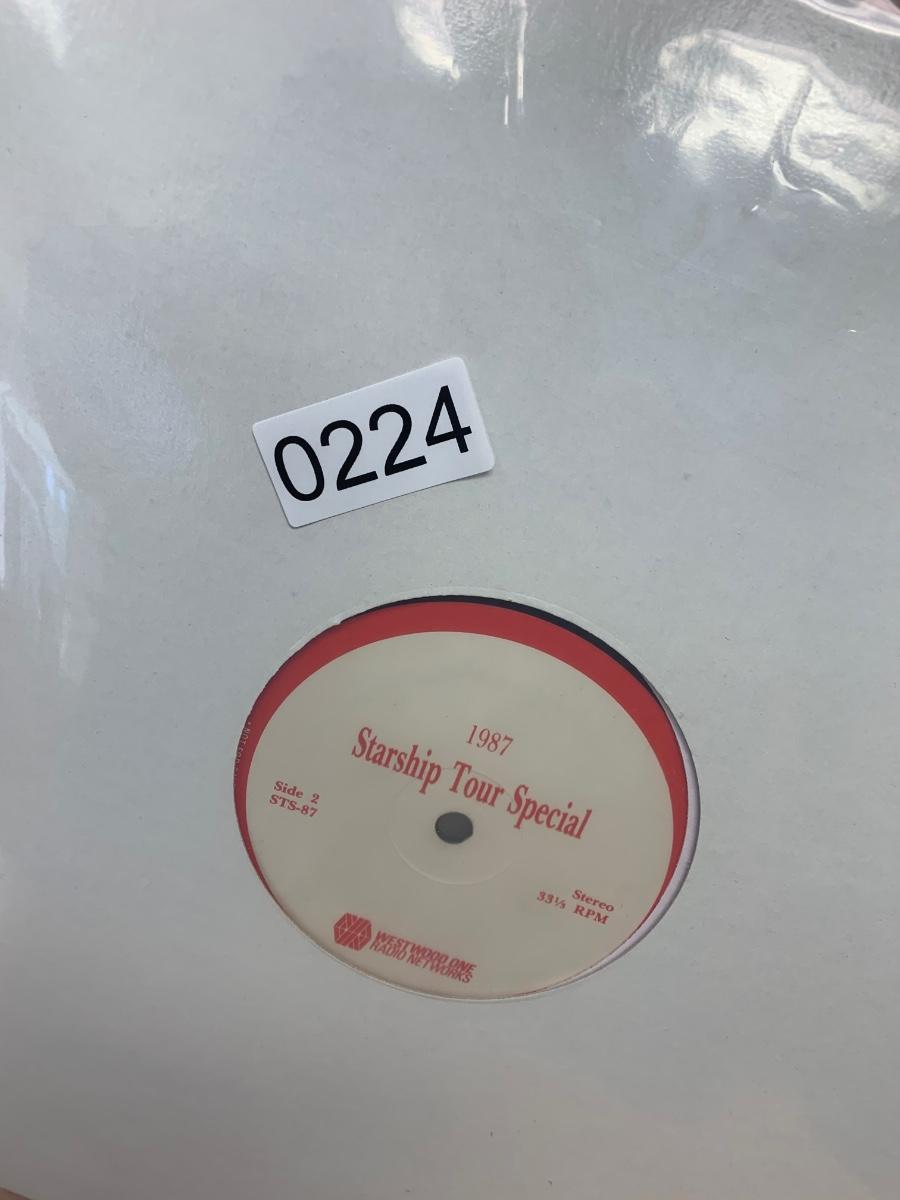 0224
1987
Starship Tour Special
Side 2
STS-87
Stereo
33⅓ RPM
WESTWOOD ONE
RADIO NETWORKS